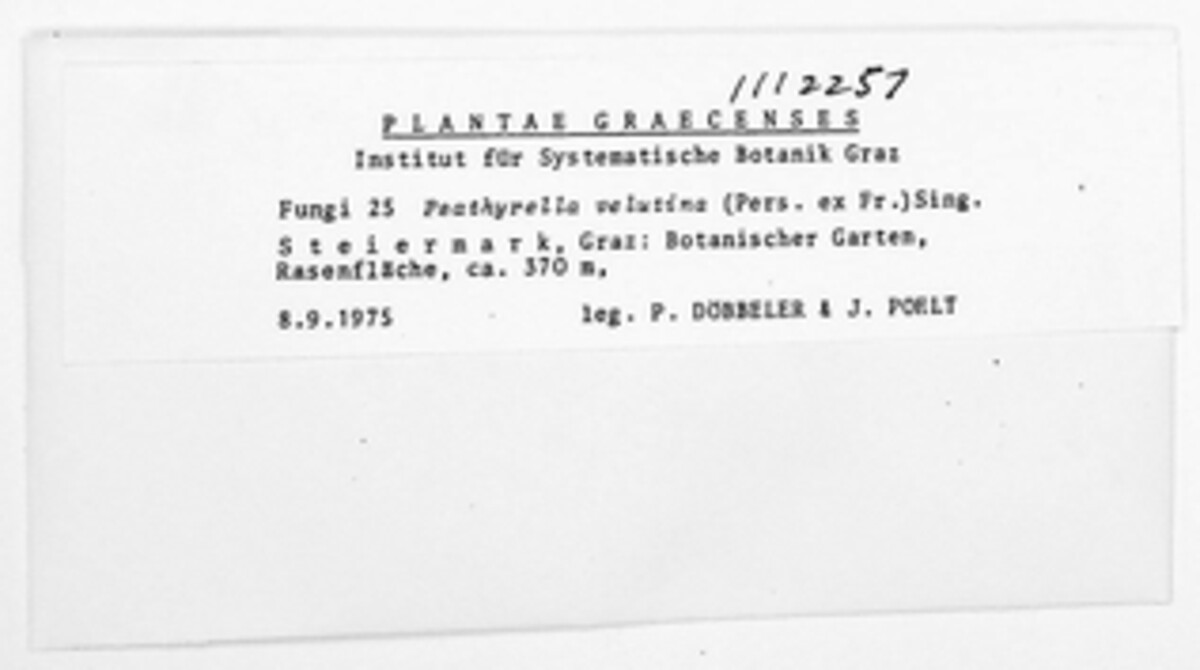 1112257
PLANTAE GRAECENSES
Institut für Systematische Botanik Graz
Fungi 25 Psathyrella velutina (Pers. ex Fr.)Sing.
Steiermark, Graz: Botanischer Garten,
Rasenfläche, ca. 370 m,
8.9.1975 leg. P. DÖBBELER & J. POELT